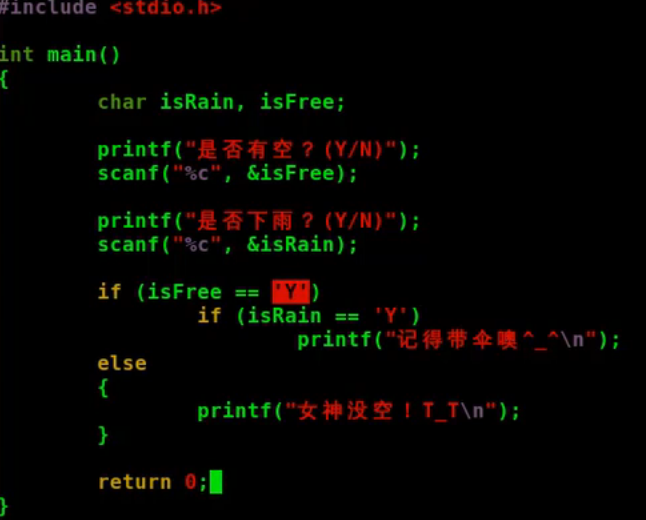 #include <stdio.h>
int main()
{
char isRain, isFree;
printf("是否有空？(Y/N)");
scanf("%c", &isFree);
printf("是否下雨？(Y/N)");
scanf("%c", &isRain);
if (isFree == 'Y')
if (isRain == 'Y')
printf("记得带伞噢^_^\n");
else
{
printf("女神没空！T_T\n");
}
return 0;
}